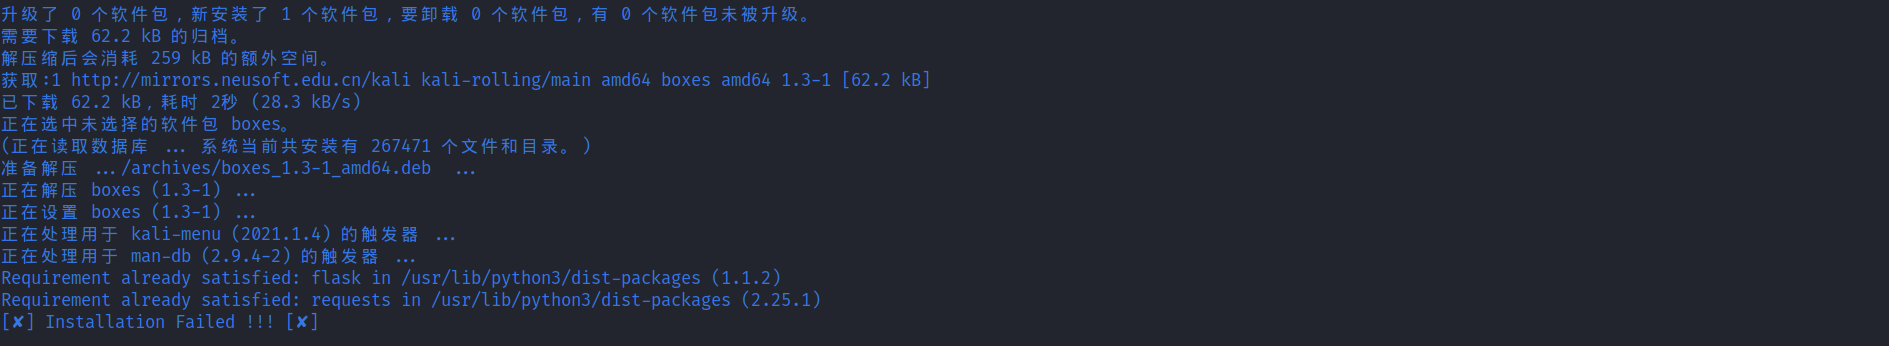 升级了 0 个软件包，新安装了 1 个软件包，要卸载 0 个软件包，有 0 个软件包未被升级。
需要下载 62.2 kB 的归档。
解压缩后会消耗 259 kB 的额外空间。
获取:1 http://mirrors.neusoft.edu.cn/kali kali-rolling/main amd64 boxes amd64 1.3-1 [62.2 kB]
已下载 62.2 kB，耗时 2秒 (28.3 kB/s)
正在选中未选择的软件包 boxes。
(正在读取数据库 ... 系统当前共安装有 267471 个文件和目录。)
准备解压 .../archives/boxes_1.3-1_amd64.deb ...
正在解压 boxes (1.3-1) ...
正在设置 boxes (1.3-1) ...
正在处理用于 kali-menu (2021.1.4) 的触发器 ...
正在处理用于 man-db (2.9.4-2) 的触发器 ...
Requirement already satisfied: flask in /usr/lib/python3/dist-packages (1.1.2)
Requirement already satisfied: requests in /usr/lib/python3/dist-packages (2.25.1)
[✘] Installation Failed !!! [✘]